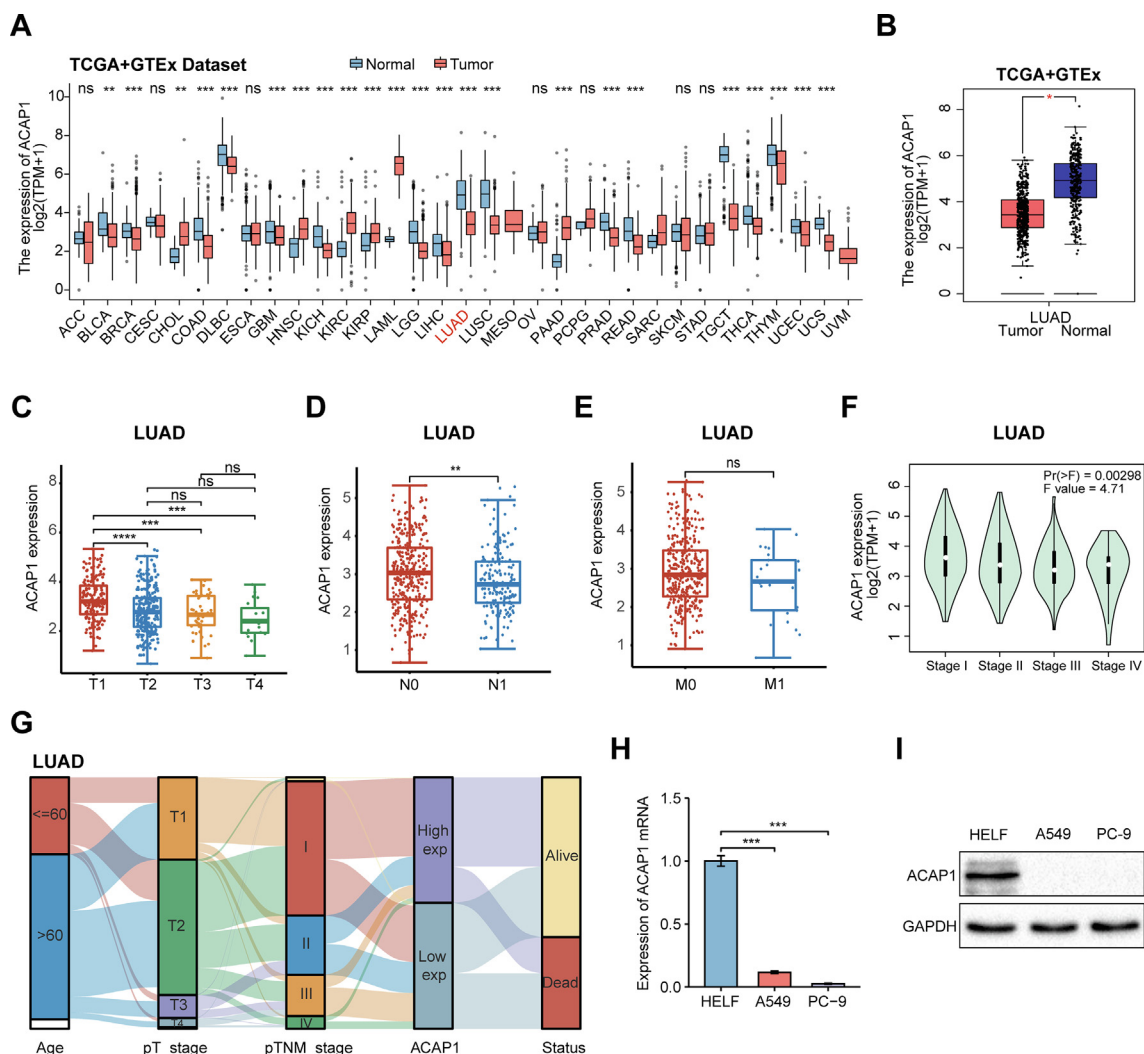 A
TCGA+GTEx Dataset
Normal
Tumor
ns ** *** ns ** *** *** ns *** *** *** *** *** *** *** *** *** *** ns *** *** *** *** ns ns *** *** *** *** ***
The expression of ACAP1
log2(TPM+1)
10
8
6
4
2
0
ACC BLCA BRCA CESC CHOL COAD DLBC ESCA GBM HNSC KICH KIRC KIRP LAML LGG LIHC LUAD LUSC MESO OV PAAD PCPG PRAD READ SARC SKCM STAD TGCT THCA THYM UCEC UCS UVM
B
TCGA+GTEx
*
The expression of ACAP1
log2(TPM+1)
8
6
4
2
0
LUAD
Tumor Normal
C
LUAD
ns
ns
ns
***
***
****
ACAP1 expression
8
6
4
2
T1 T2 T3 T4
D
LUAD
**
ACAP1 expression
5
4
3
2
1
N0 N1
E
LUAD
ns
ACAP1 expression
5
4
3
2
1
M0 M1
F
LUAD
Pr(>F) = 0.00298
F value = 4.71
ACAP1 expression
log2(TPM+1)
6
5
4
3
2
1
Stage I Stage II Stage III Stage IV
G
LUAD
<=60
>60
T1
T2
T3
T4
I
II
III
IV
High
exp
Low
exp
Alive
Dead
Age pT_stage pTNM_stage ACAP1 Status
H
Expression of ACAP1 mRNA
1.5
1.0
0.5
0.0
***
***
HELF A549 PC−9
I
HELF A549 PC-9
ACAP1
GAPDH